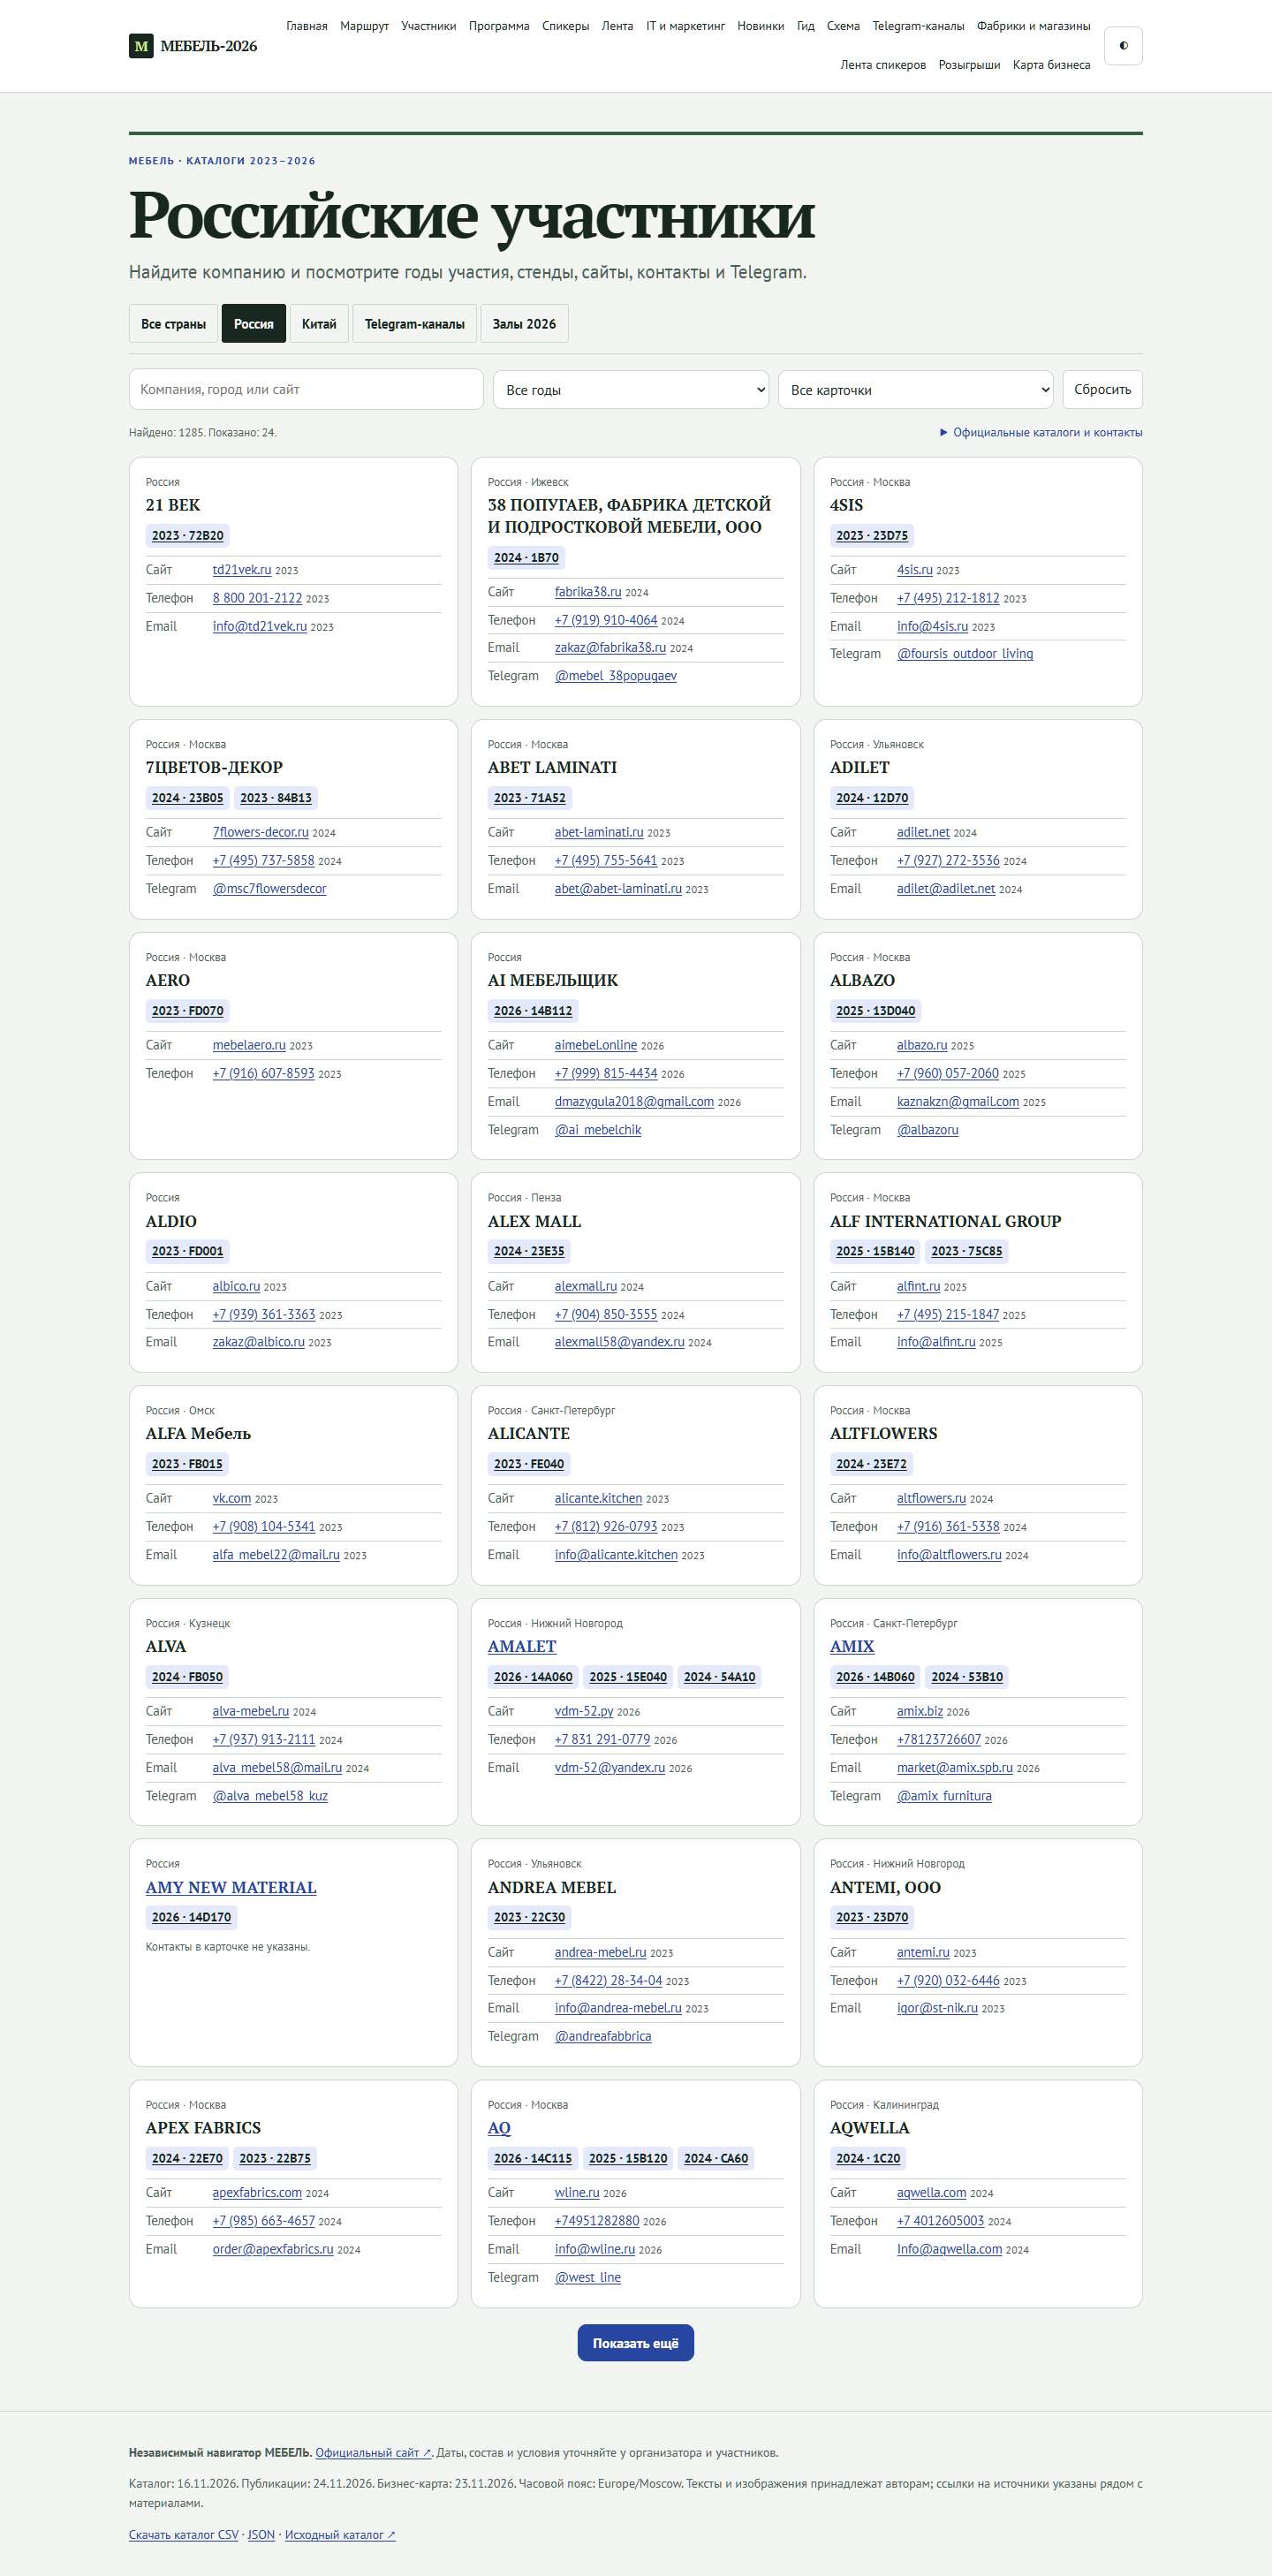 М МЕБЕЛЬ-2026
Главная Маршрут Участники Программа Спикеры Лента IT и маркетинг Новинки Гид Схема Telegram-каналы Фабрики и магазины
Лента спикеров Розыгрыши Карта бизнеса
МЕБЕЛЬ · КАТАЛОГИ 2023–2026
Российские участники
Найдите компанию и посмотрите годы участия, стенды, сайты, контакты и Telegram.
Все страны Россия Китай Telegram-каналы Залы 2026
Компания, город или сайт Все годы Все карточки Сбросить
Найдено: 1285. Показано: 24.
▶ Официальные каталоги и контакты
Россия
21 ВЕК
2023 · 72B20
Сайт td21vek.ru 2023
Телефон 8 800 201-2122 2023
Email info@td21vek.ru 2023
Россия · Ижевск
38 ПОПУГАЕВ, ФАБРИКА ДЕТСКОЙ
И ПОДРОСТКОВОЙ МЕБЕЛИ, ООО
2024 · 1B70
Сайт fabrika38.ru 2024
Телефон +7 (919) 910-4064 2024
Email zakaz@fabrika38.ru 2024
Telegram @mebel_38popugaev
Россия · Москва
4SIS
2023 · 23D75
Сайт 4sis.ru 2023
Телефон +7 (495) 212-1812 2023
Email info@4sis.ru 2023
Telegram @foursis_outdoor_living
Россия · Москва
7ЦВЕТОВ-ДЕКОР
2024 · 23B05 2023 · 84B13
Сайт 7flowers-decor.ru 2024
Телефон +7 (495) 737-5858 2024
Telegram @msc7flowersdecor
Россия · Москва
ABET LAMINATI
2023 · 71A52
Сайт abet-laminati.ru 2023
Телефон +7 (495) 755-5641 2023
Email abet@abet-laminati.ru 2023
Россия · Ульяновск
ADILET
2024 · 12D70
Сайт adilet.net 2024
Телефон +7 (927) 272-3536 2024
Email adilet@adilet.net 2024
Россия · Москва
AERO
2023 · FD070
Сайт mebelaero.ru 2023
Телефон +7 (916) 607-8593 2023
Россия
AI МЕБЕЛЬЩИК
2026 · 14B112
Сайт aimebel.online 2026
Телефон +7 (999) 815-4434 2026
Email dmazygula2018@gmail.com 2026
Telegram @ai_mebelchik
Россия · Москва
ALBAZO
2025 · 13D040
Сайт albazo.ru 2025
Телефон +7 (960) 057-2060 2025
Email kaznakzn@gmail.com 2025
Telegram @albazoru
Россия
ALDIO
2023 · FD001
Сайт albico.ru 2023
Телефон +7 (939) 361-3363 2023
Email zakaz@albico.ru 2023
Россия · Пенза
ALEX MALL
2024 · 23E35
Сайт alexmall.ru 2024
Телефон +7 (904) 850-3555 2024
Email alexmall58@yandex.ru 2024
Россия · Москва
ALF INTERNATIONAL GROUP
2025 · 15B140 2023 · 75C85
Сайт alfint.ru 2025
Телефон +7 (495) 215-1847 2025
Email info@alfint.ru 2025
Россия · Омск
ALFA Мебель
2023 · FB015
Сайт vk.com 2023
Телефон +7 (908) 104-5341 2023
Email alfa_mebel22@mail.ru 2023
Россия · Санкт-Петербург
ALICANTE
2023 · FE040
Сайт alicante.kitchen 2023
Телефон +7 (812) 926-0793 2023
Email info@alicante.kitchen 2023
Россия · Москва
ALTFLOWERS
2024 · 23E72
Сайт altflowers.ru 2024
Телефон +7 (916) 361-5338 2024
Email info@altflowers.ru 2024
Россия · Кузнецк
ALVA
2024 · FB050
Сайт alva-mebel.ru 2024
Телефон +7 (937) 913-2111 2024
Email alva_mebel58@mail.ru 2024
Telegram @alva_mebel58_kuz
Россия · Нижний Новгород
AMALET
2026 · 14A060 2025 · 15E040 2024 · 54A10
Сайт vdm-52.ру 2026
Телефон +7 831 291-0779 2026
Email vdm-52@yandex.ru 2026
Россия · Санкт-Петербург
AMIX
2026 · 14B060 2024 · 53B10
Сайт amix.biz 2026
Телефон +78123726607 2026
Email market@amix.spb.ru 2026
Telegram @amix_furnitura
Россия
AMY NEW MATERIAL
2026 · 14D170
Контакты в карточке не указаны.
Россия · Ульяновск
ANDREA MEBEL
2023 · 22C30
Сайт andrea-mebel.ru 2023
Телефон +7 (8422) 28-34-04 2023
Email info@andrea-mebel.ru 2023
Telegram @andreafabbrica
Россия · Нижний Новгород
ANTEMI, ООО
2023 · 23D70
Сайт antemi.ru 2023
Телефон +7 (920) 032-6446 2023
Email igor@st-nik.ru 2023
Россия · Москва
APEX FABRICS
2024 · 22E70 2023 · 22B75
Сайт apexfabrics.com 2024
Телефон +7 (985) 663-4657 2024
Email order@apexfabrics.ru 2024
Россия · Москва
AQ
2026 · 14C115 2025 · 15B120 2024 · CA60
Сайт wline.ru 2026
Телефон +74951282880 2026
Email info@wline.ru 2026
Telegram @west_line
Россия · Калининград
AQWELLA
2024 · 1C20
Сайт aqwella.com 2024
Телефон +7 4012605003 2024
Email Info@aqwella.com 2024
Показать ещё
Независимый навигатор МЕБЕЛЬ. Официальный сайт ↗. Даты, состав и условия уточняйте у организатора и участников.
Каталог: 16.11.2026. Публикации: 24.11.2026. Бизнес-карта: 23.11.2026. Часовой пояс: Europe/Moscow. Тексты и изображения принадлежат авторам; ссылки на источники указаны рядом с
материалами.
Скачать каталог CSV · JSON · Исходный каталог ↗